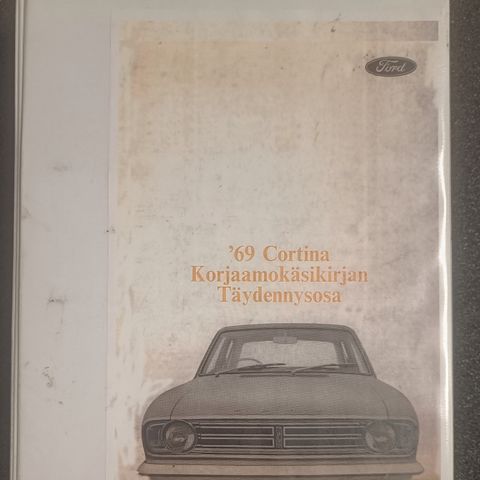 Ford
'69 Cortina
Korjaamokäsikirjan
Täydennysosa